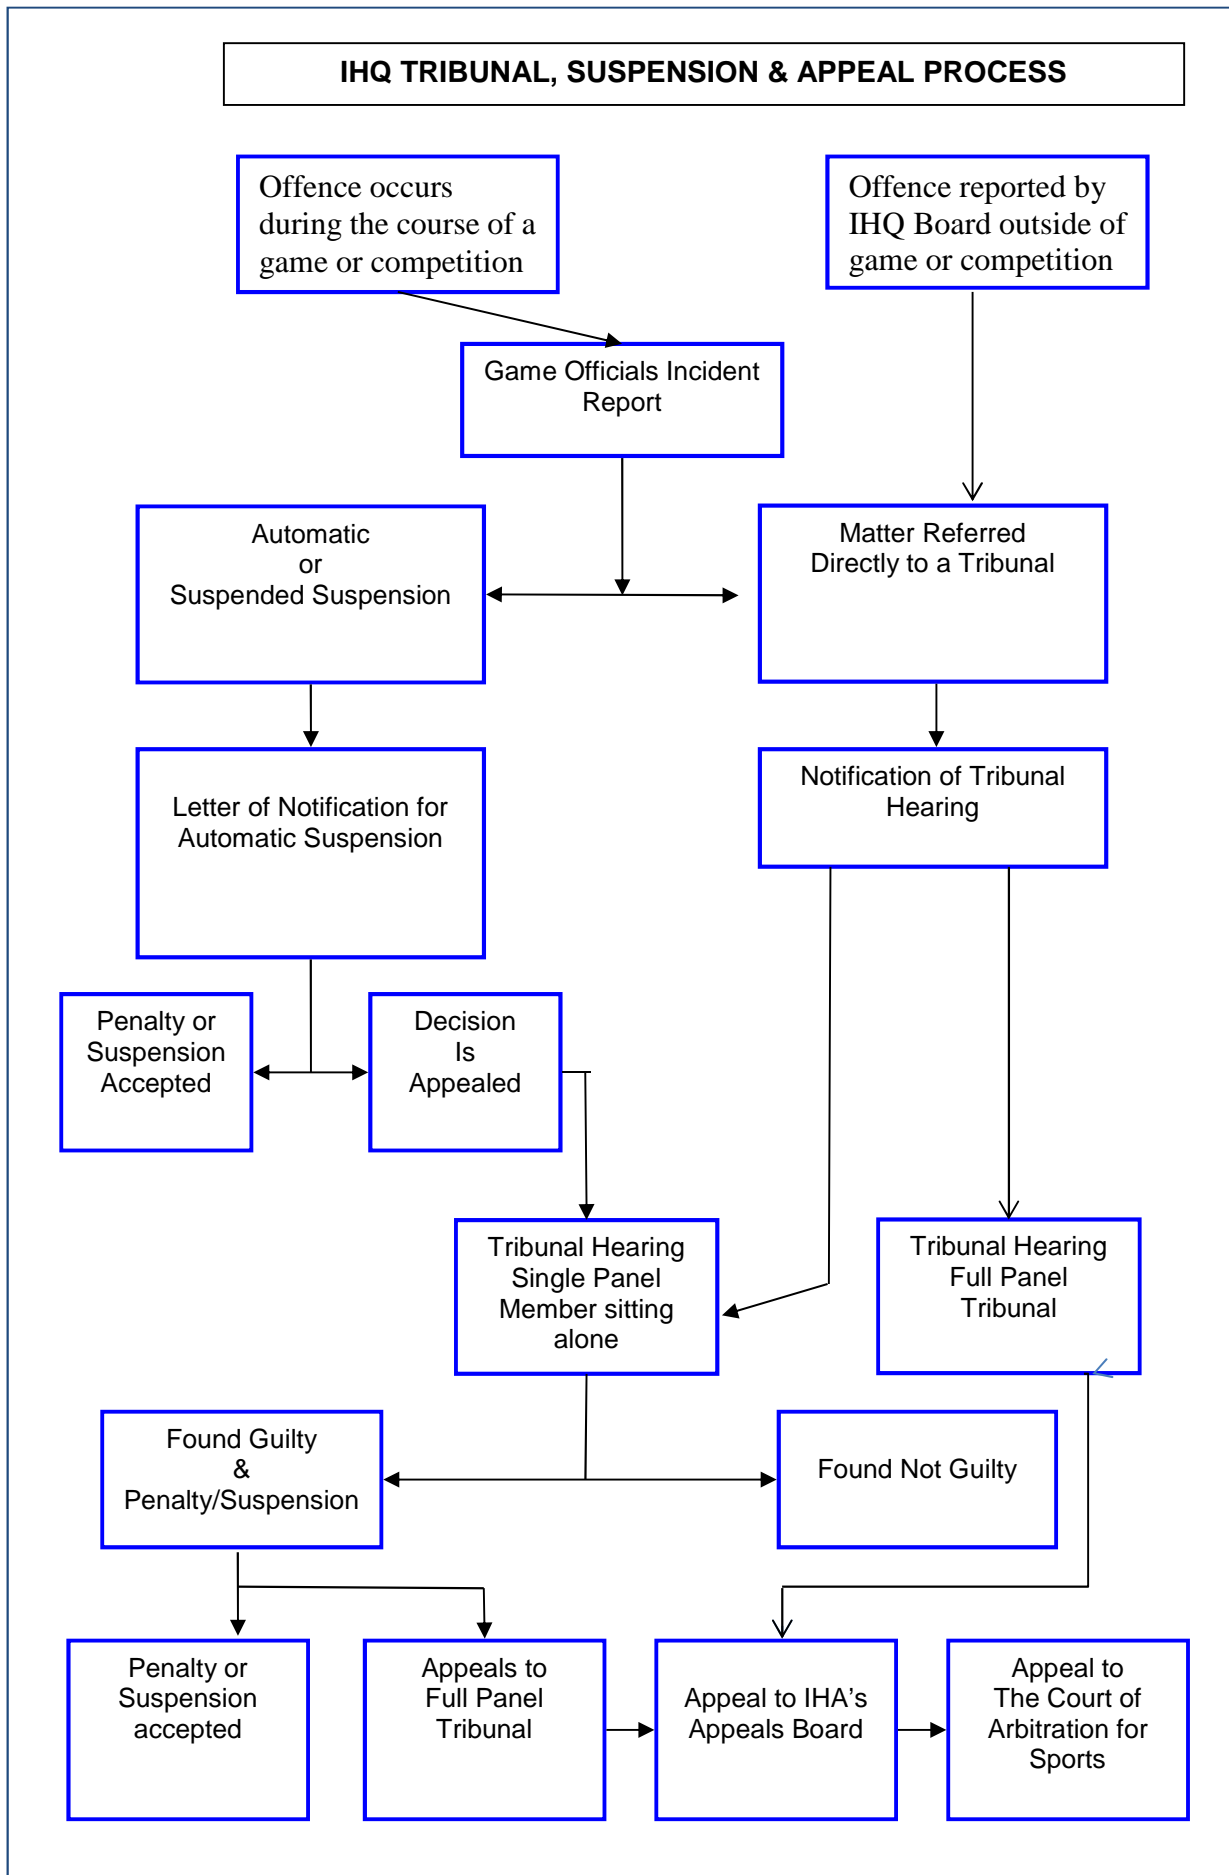 IHQ TRIBUNAL, SUSPENSION & APPEAL PROCESS
Offence occurs
during the course of a
game or competition
Offence reported by
IHQ Board outside of
game or competition
Game Officials Incident
Report
Automatic
or
Suspended Suspension
Matter Referred
Directly to a Tribunal
Letter of Notification for
Automatic Suspension
Notification of Tribunal
Hearing
Penalty or
Suspension
Accepted
Decision
Is
Appealed
Tribunal Hearing
Single Panel
Member sitting
alone
Tribunal Hearing
Full Panel
Tribunal
Found Guilty
&
Penalty/Suspension
Found Not Guilty
Penalty or
Suspension
accepted
Appeals to
Full Panel
Tribunal
Appeal to IHA's
Appeals Board
Appeal to
The Court of
Arbitration for
Sports